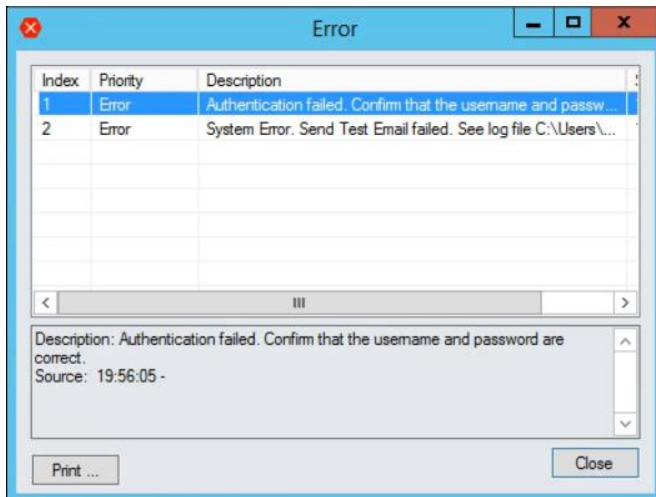 Error
Index Priority Description
1 Error Authentication failed. Confirm that the username and passw...
2 Error System Error. Send Test Email failed. See log file C:\Users\...
Description: Authentication failed. Confirm that the username and password are
correct.
Source: 19:56:05 -
Print ...
Close